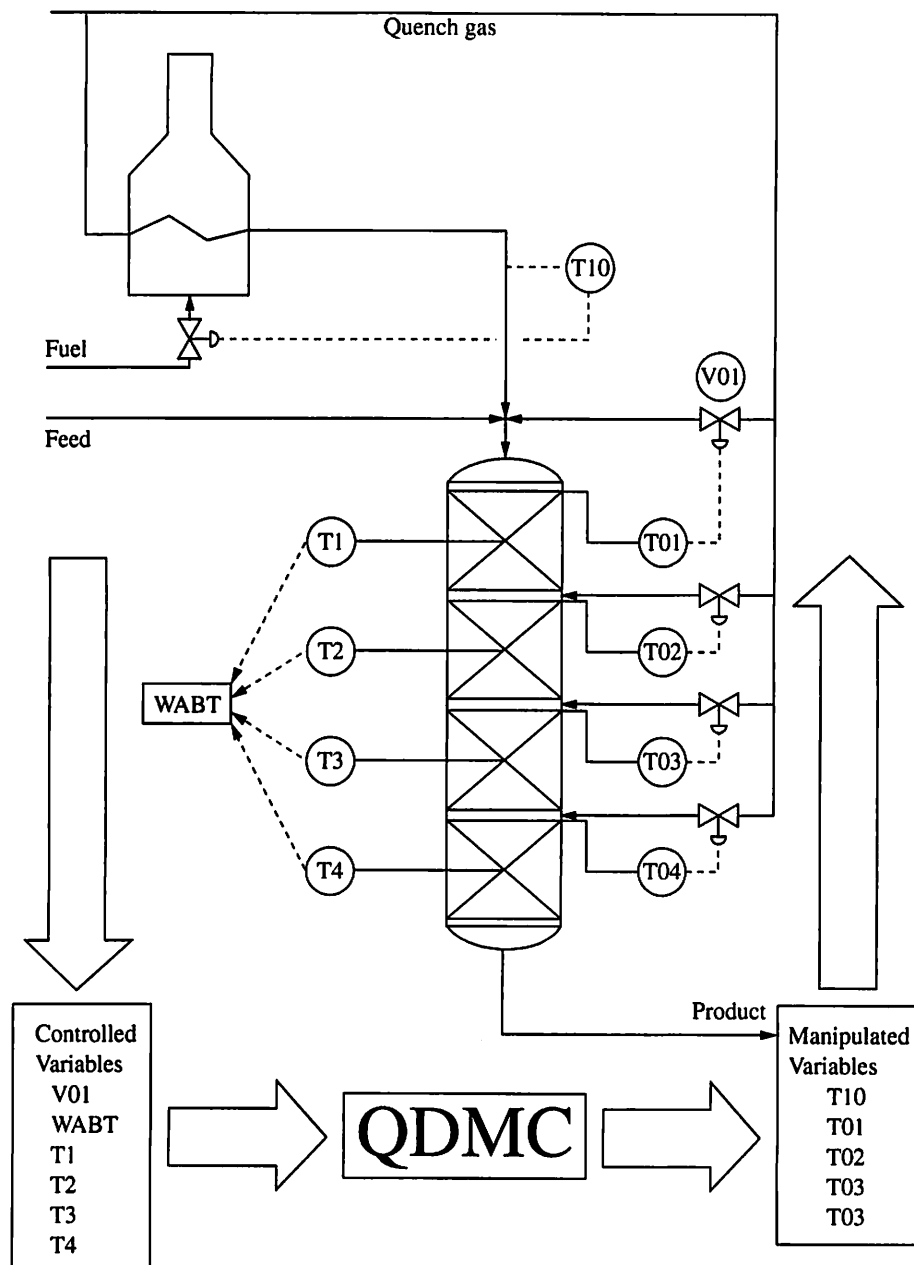 Quench gas
T10
Fuel
V01
Feed
T1
T01
T2
T02
WABT
T3
T03
T4
T04
Product
Controlled
Variables
V01
WABT
T1
T2
T3
T4
QDMC
Manipulated
Variables
T10
T01
T02
T03
T03